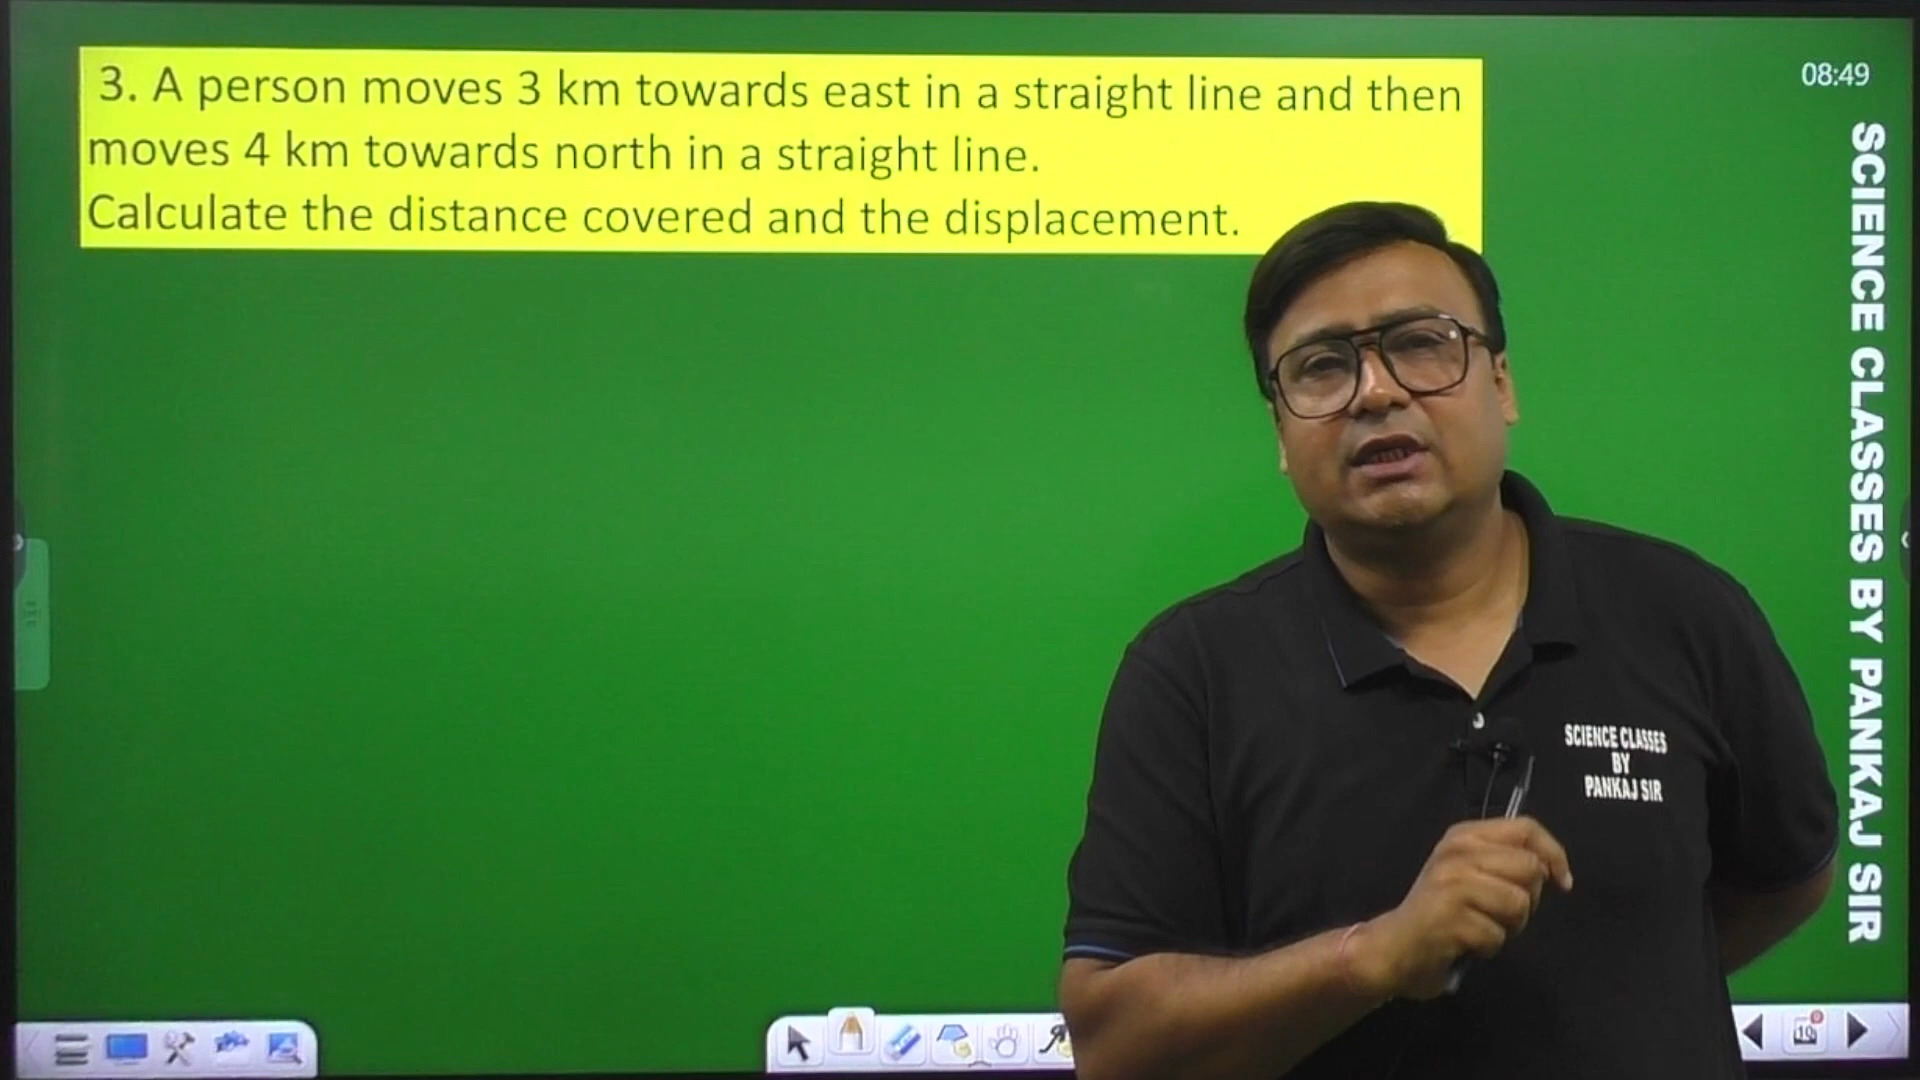 3. A person moves 3 km towards east in a straight line and then
moves 4 km towards north in a straight line.
Calculate the distance covered and the displacement.
08:49
SCIENCE CLASSES BY PANKAJ SIR
SCIENCE CLASSES
BY
PANKAJ SIR